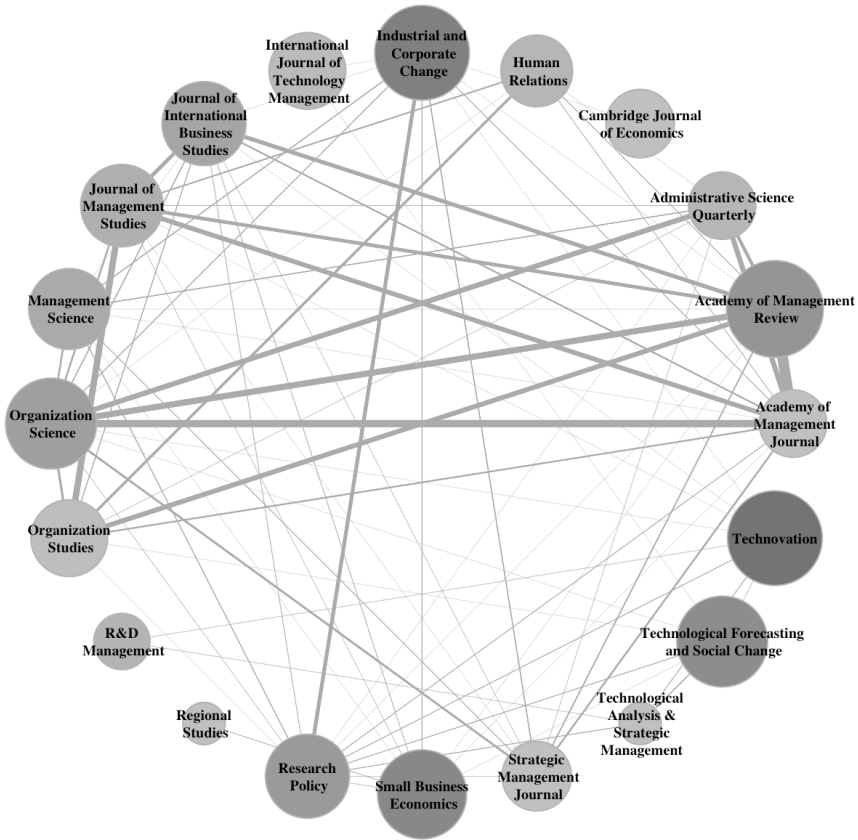 Industrial and
Corporate
Change
International
Journal of
Technology
Management
Human
Relations
Journal of
International
Business
Studies
Cambridge Journal
of Economics
Journal of
Management
Studies
Administrative Science
Quarterly
Management
Science
Academy of Management
Review
Organization
Science
Academy of
Management
Journal
Organization
Studies
Technovation
R&D
Management
Technological Forecasting
and Social Change
Regional
Studies
Technological
Analysis &
Strategic
Management
Research
Policy
Small Business
Economics
Strategic
Management
Journal